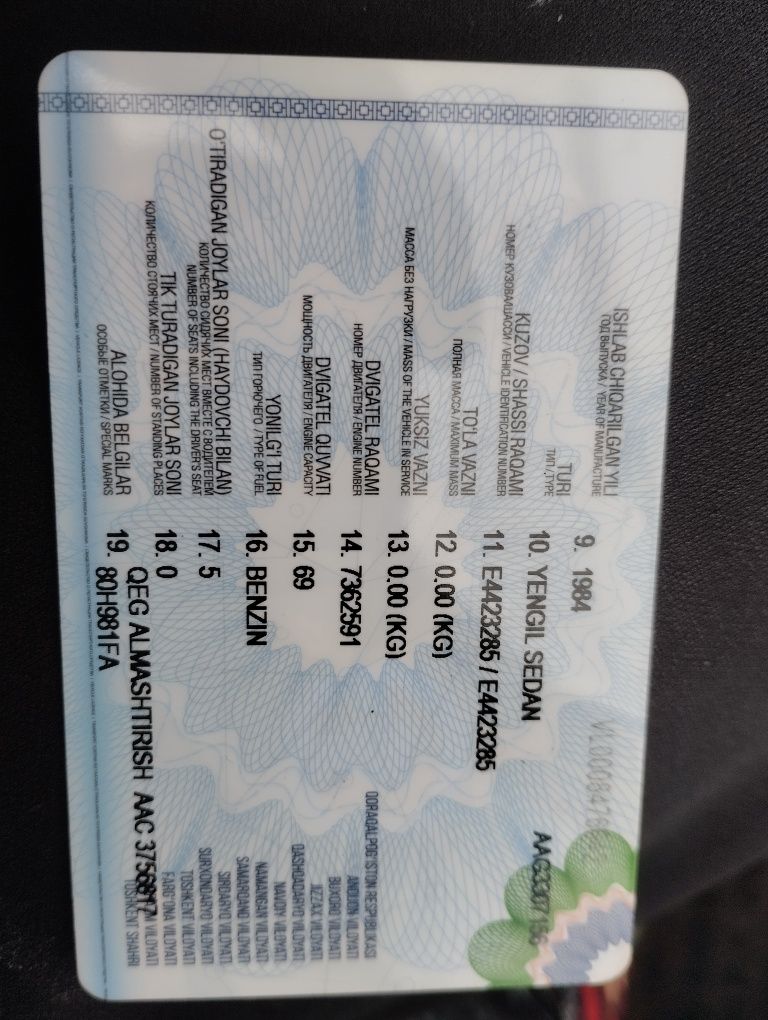 VL0008478
AAG3307156
ISHLAB CHIQARILGAN YILI 9. 1984
ГОД ВЫПУСКА / YEAR OF MANUFACTURE
TURI 10. YENGIL SEDAN
ТИП / TYPE
KUZOV / SHASSI RAQAMI 11. E4423285 / E4423285
НОМЕР КУЗОВА/ШАССИ / VEHICLE IDENTIFICATION NUMBER
TO'LA VAZNI 12. 0.00 (KG)
ПОЛНАЯ МАССА / MAXIMUM MASS
YUKSIZ VAZNI 13. 0.00 (KG)
МАССА БЕЗ НАГРУЗКИ / MASS OF THE VEHICLE IN SERVICE
DVIGATEL RAQAMI 14. 7362591
НОМЕР ДВИГАТЕЛЯ / ENGINE NUMBER
DVIGATEL QUVVATI 15. 69
МОЩНОСТЬ ДВИГАТЕЛЯ / ENGINE CAPACITY
YONILG'I TURI 16. BENZIN
ТИП ГОРЮЧЕГО / TYPE OF FUEL
O'TIRADIGAN JOYLAR SONI (HAYDOVCHI BILAN) 17. 5
КОЛИЧЕСТВО СИДЯЧИХ МЕСТ ВМЕСТЕ С ВОДИТЕЛЕМ
NUMBER OF SEATS INCLUDING THE DRIVER'S SEAT
TIK TURADIGAN JOYLAR SONI 18. 0
КОЛИЧЕСТВО СТОЯЧИХ МЕСТ / NUMBER OF STANDING PLACES
QEG ALMASHTIRISH AAC 3756817
ALOHIDA BELGILAR 19. 80H981FA
ОСОБЫЕ ОТМЕТКИ / SPECIAL MARKS
QORAQALPOG'ISTON RESPUBLIKASI
ANDIJON VILOYATI
BUXORO VILOYATI
JIZZAX VILOYATI
QASHQADARYO VILOYATI
NAVOIY VILOYATI
NAMANGAN VILOYATI
SAMARQAND VILOYATI
SIRDARYO VILOYATI
SURXONDARYO VILOYATI
TOSHKENT VILOYATI
FARG'ONA VILOYATI
VILOYATI
TOSHKENT SHAHRI